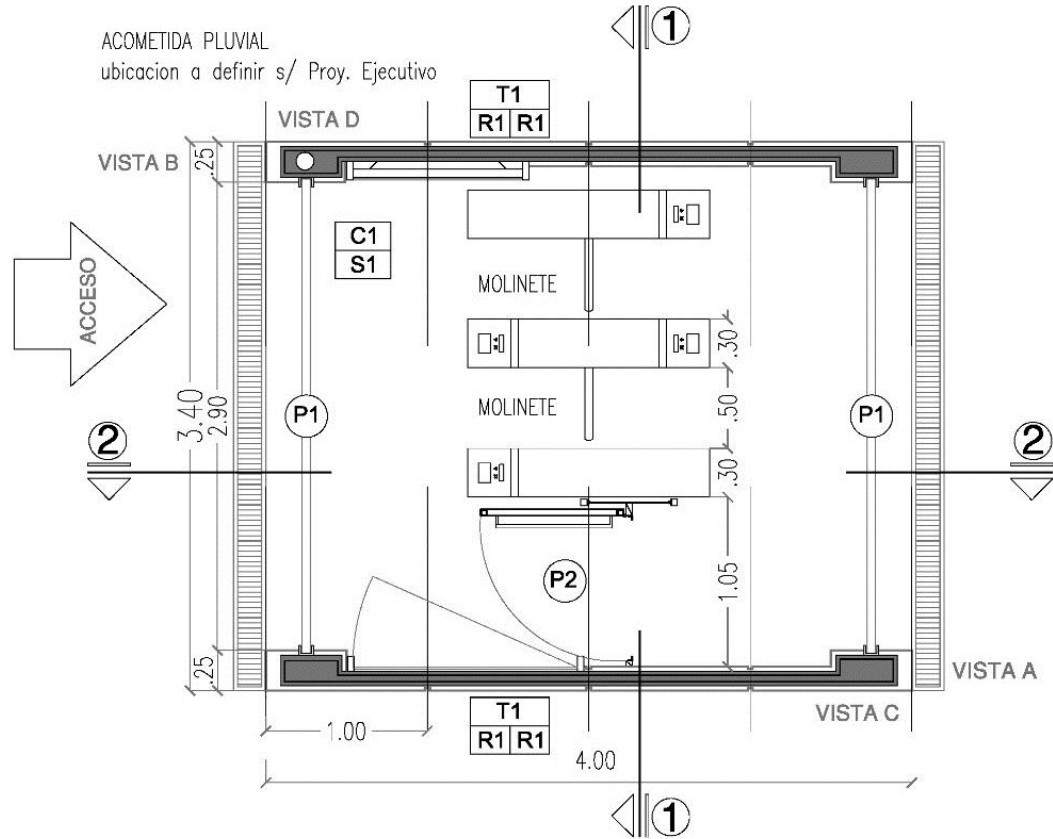 1
ACOMETIDA PLUVIAL
ubicacion a definir s/ Proy. Ejecutivo
T1
R1 R1
VISTA D
VISTA B
.25
C1
S1
ACCESO
MOLINETE
.30
3.40
2.90
P1
MOLINETE
.50
P1
2
2
.30
P2
1.05
.25
VISTA A
T1
R1 R1
VISTA C
1.00
4.00
1